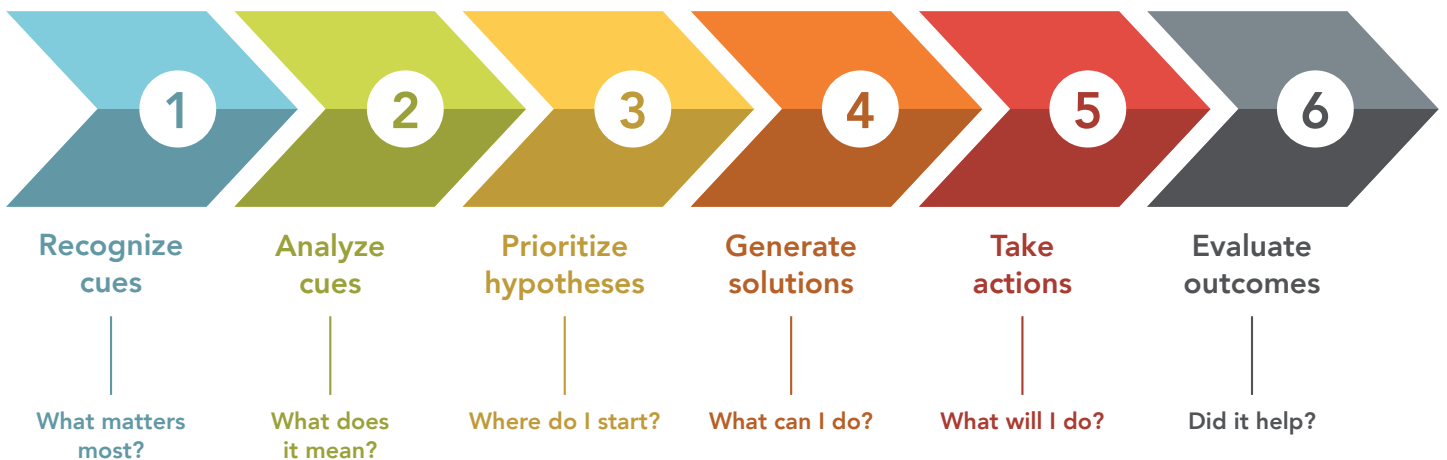 1
2
3
4
5
6
Recognize
cues
Analyze
cues
Prioritize
hypotheses
Generate
solutions
Take
actions
Evaluate
outcomes
What matters
most?
What does
it mean?
Where do I start?
What can I do?
What will I do?
Did it help?